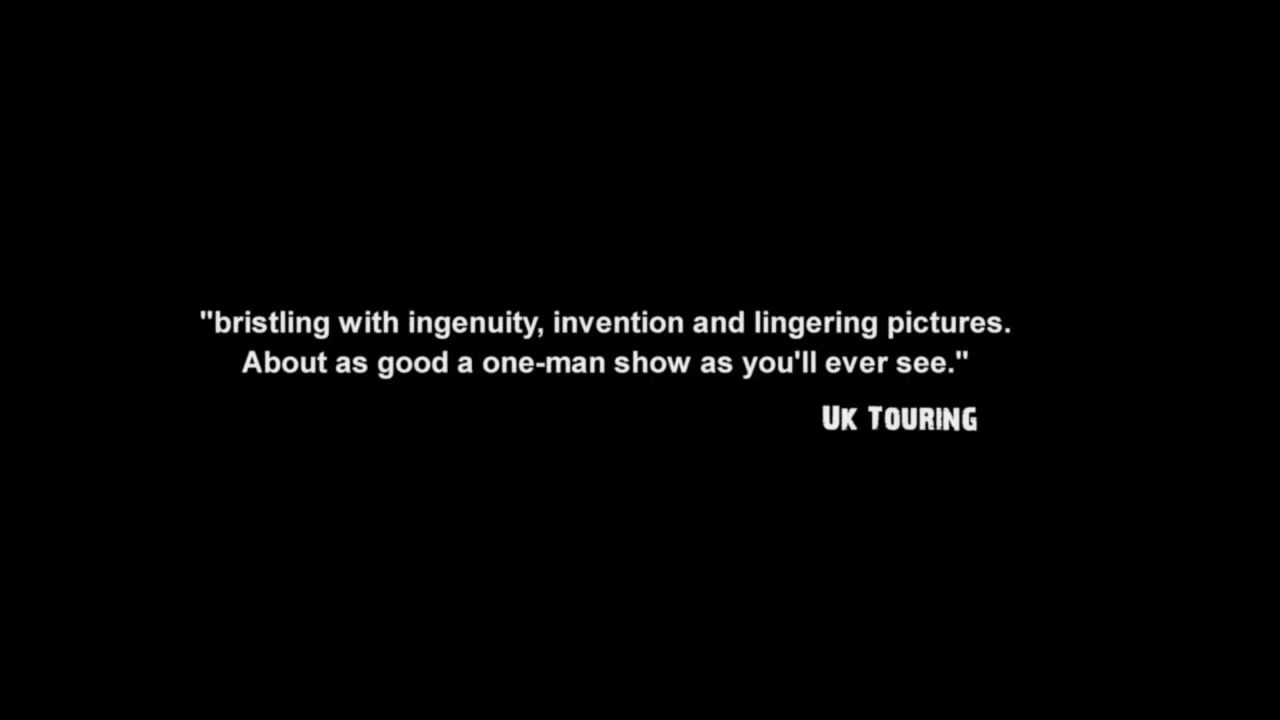 "bristling with ingenuity, invention and lingering pictures.
About as good a one-man show as you'll ever see."
UK TOURING